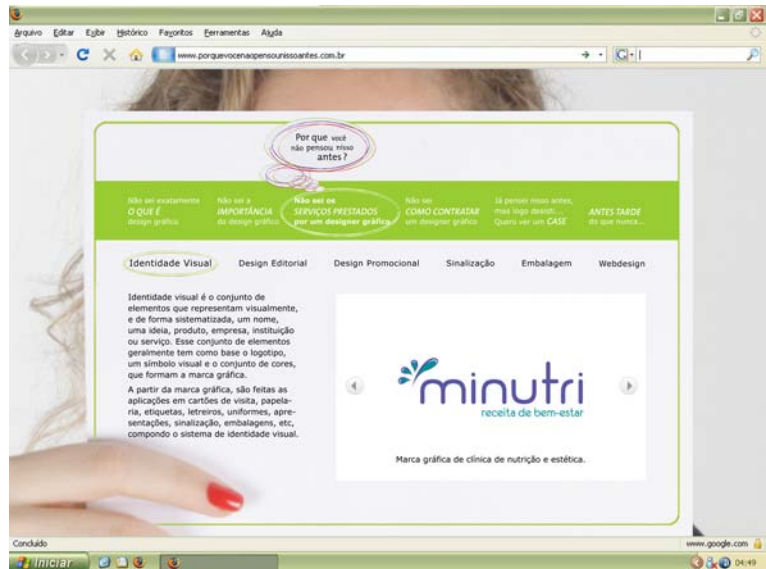 Arquivo Editar Exibir Histórico Favoritos Ferramentas Ajuda
www.porquevocenaopensounissoantes.com.br
G
Por que você
não pensou nisso
antes?
Não sei exatamente
O QUE É
design gráfico
Não sei a
IMPORTÂNCIA
do design gráfico
Não sei os
SERVIÇOS PRESTADOS
por um designer gráfico
Não sei
COMO CONTRATAR
um designer gráfico
Já pensei nisso antes,
mas logo desisti...
Quero ver um CASE
ANTES TARDE
do que nunca...
Identidade Visual Design Editorial Design Promocional Sinalização Embalagem Webdesign
Identidade visual é o conjunto de
elementos que representam visualmente,
e de forma sistematizada, um nome,
uma ideia, produto, empresa, instituição
ou serviço. Esse conjunto de elementos
geralmente tem como base o logotipo,
um símbolo visual e o conjunto de cores,
que formam a marca gráfica.
A partir da marca gráfica, são feitas as
aplicações em cartões de visita, papela-
ria, etiquetas, letreiros, uniformes, apre-
sentações, sinalização, embalagens, etc,
compondo o sistema de identidade visual.
minutri
receita de bem-estar
Marca gráfica de clínica de nutrição e estética.
Concluído
www.google.com
Iniciar
04:49